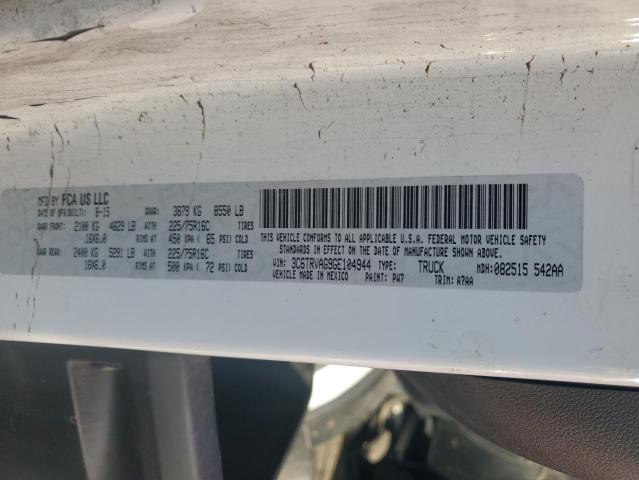 MFD BY FCA US LLC
DATE OF MFR(BUILT): 8-15 GVWR: 3879 KG 8550 LB
GAWR FRONT: 2100 KG 4629 LB 225/75R16C TIRES
16X6.0 RIMS AT 450 KPA ( 65 PSI) COLD
GAWR REAR: 2400 KG 5291 LB 225/75R16C TIRES
16X6.0 RIMS AT 500 KPA ( 72 PSI) COLD
THIS VEHICLE CONFORMS TO ALL APPLICABLE U.S.A. FEDERAL MOTOR VEHICLE SAFETY
STANDARDS IN EFFECT ON THE DATE OF MANUFACTURE SHOWN ABOVE.
VIN: 3C6TRVAG9GE104944 TYPE: TRUCK MDH: 082515 542AA
VEHICLE MADE IN MEXICO PAINT: PW7 TRIM: A7AA